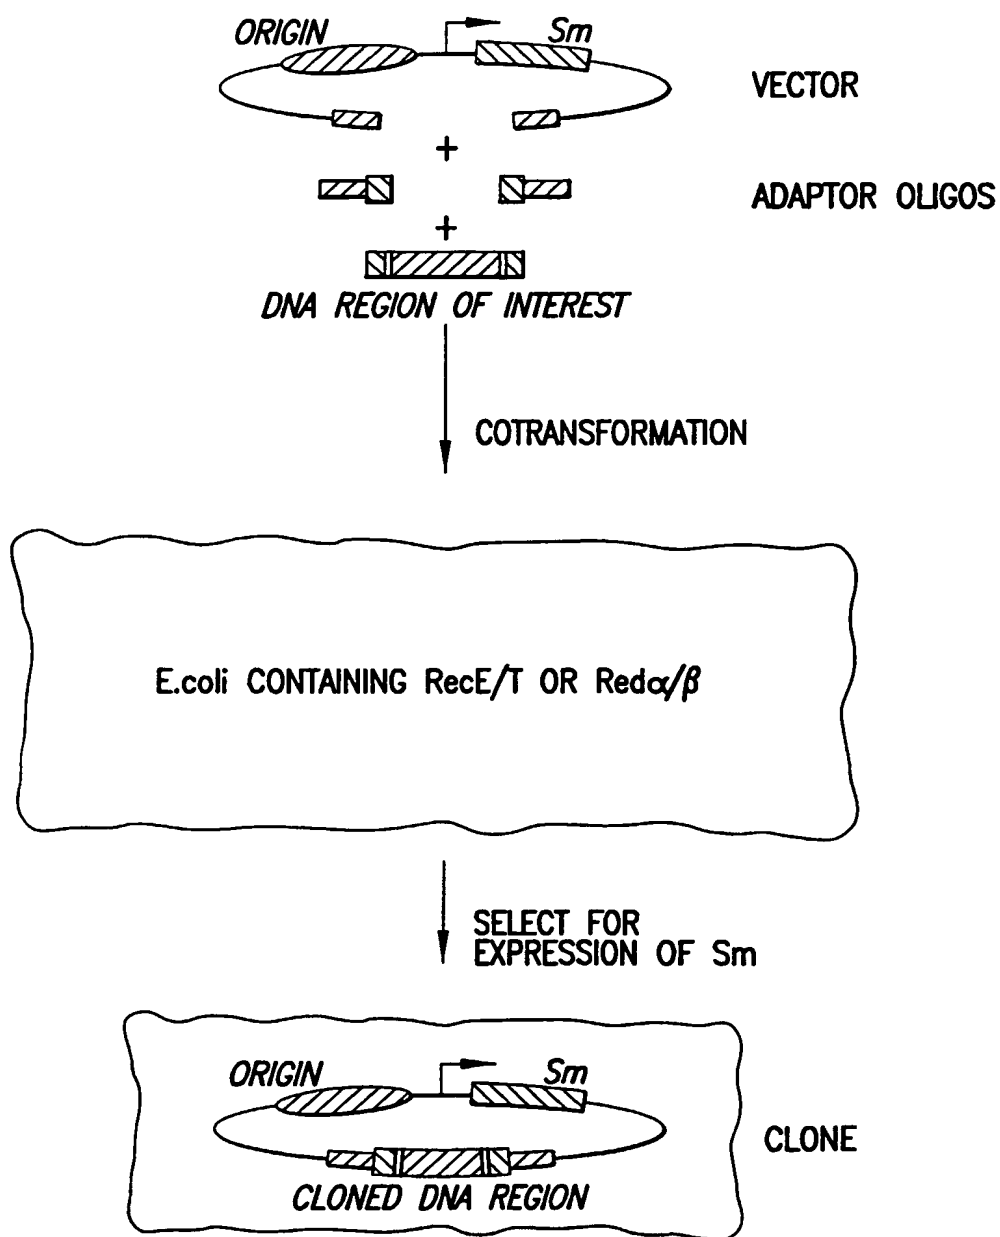 ORIGIN
Sm
VECTOR
+
ADAPTOR OLIGOS
+
DNA REGION OF INTEREST
COTRANSFORMATION
E.coli CONTAINING RecE/T OR Redα/β
SELECT FOR
EXPRESSION OF Sm
ORIGIN
Sm
CLONE
CLONED DNA REGION